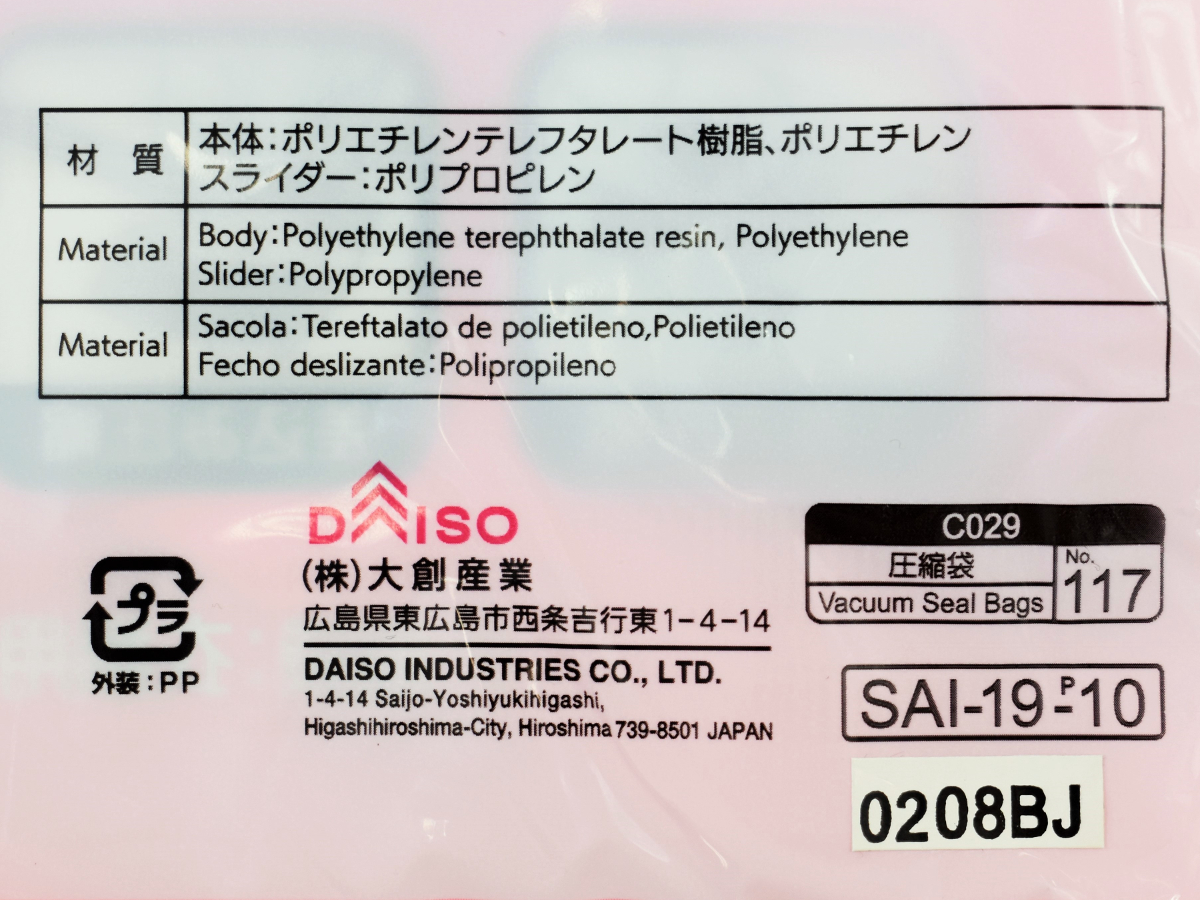 材 質
本体:ポリエチレンテレフタレート樹脂、ポリエチレン
スライダー:ポリプロピレン
Material
Body:Polyethylene terephthalate resin, Polyethylene
Slider:Polypropylene
Material
Sacola:Tereftalato de polietileno,Polietileno
Fecho deslizante:Polipropileno
プラ
外装:PP
DAISO
(株)大創産業
広島県東広島市西条吉行東1-4-14
DAISO INDUSTRIES CO., LTD.
1-4-14 Saijo-Yoshiyukihigashi,
Higashihiroshima-City, Hiroshima 739-8501 JAPAN
C029
圧縮袋
Vacuum Seal Bags
No.
117
SAI-19-P-10
0208BJ